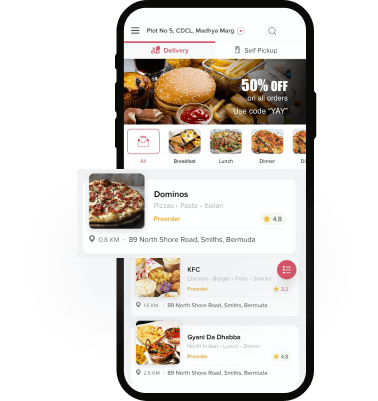 Plot No 5, CDCL, Madhya Marg
Delivery
Self Pickup
50% OFF
on all orders
Use code "YAY"
All
Breakfast
Lunch
Dinner
Di
Dominos
Pizzas • Pasta • Italian
Preorder
4.8
0.8 KM • 89 North Shore Road, Smiths, Bermuda
KFC
Chicken • Burger • Fries • Snacks
Preorder
3.2
1.6 KM • 89 North Shore Road, Smiths, Bermuda
Gyani Da Dhabba
North Indian • Lunch • Dinner
Preorder
4.8
2.6 KM • 89 North Shore Road, Smiths, Bermuda